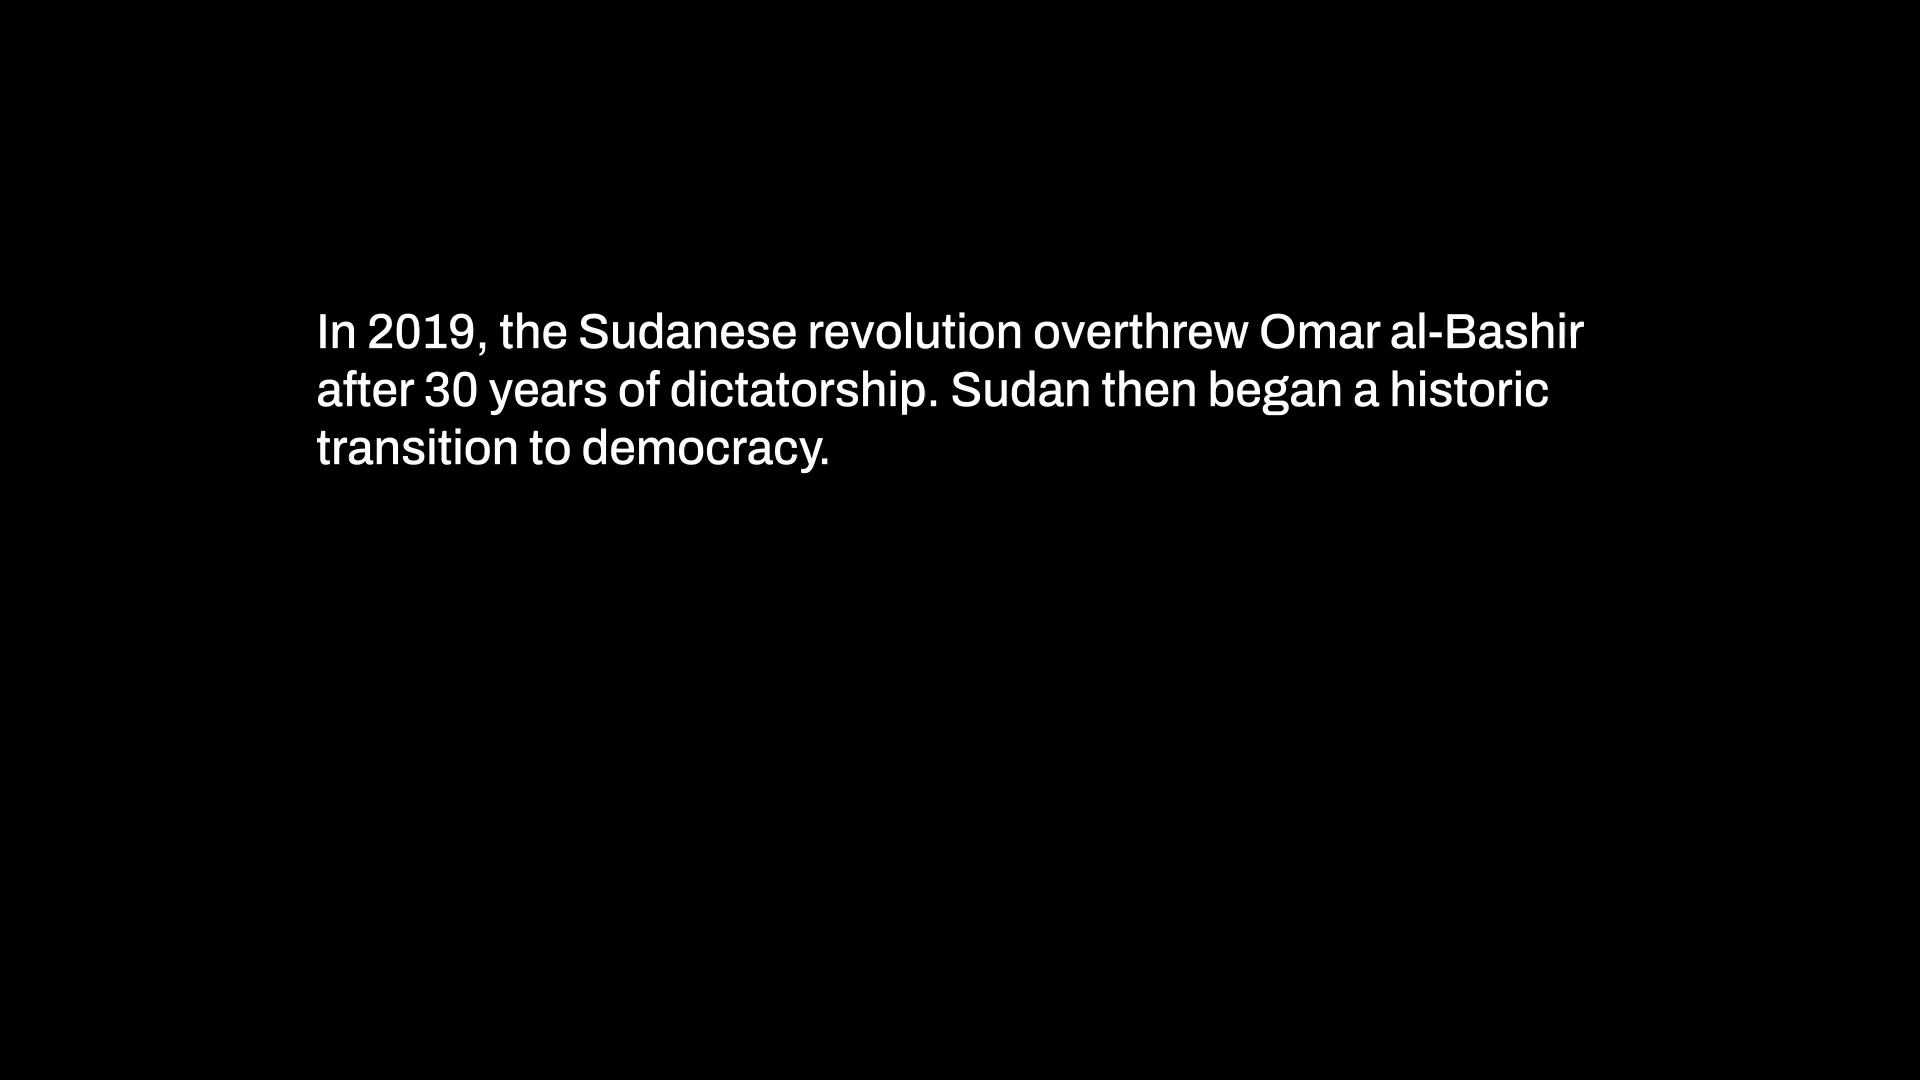 In 2019, the Sudanese revolution overthrew Omar al-Bashir
after 30 years of dictatorship. Sudan then began a historic
transition to democracy.